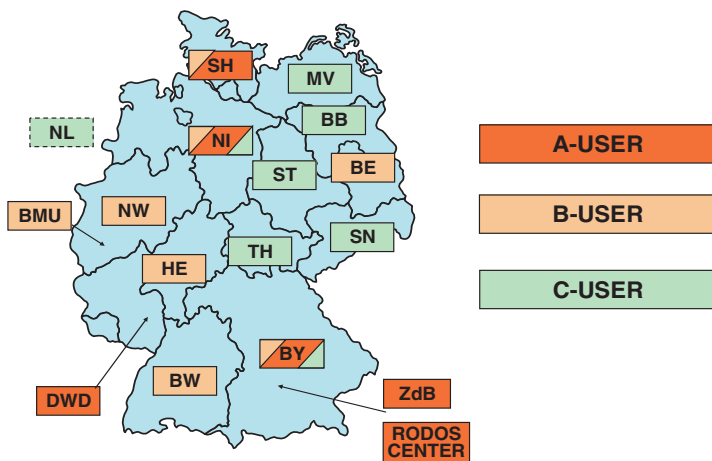 SH
MV
BB
NL
NI
A-USER
ST
BE
BMU
NW
B-USER
SN
TH
HE
C-USER
BY
BW
DWD
ZdB
RODOS
CENTER